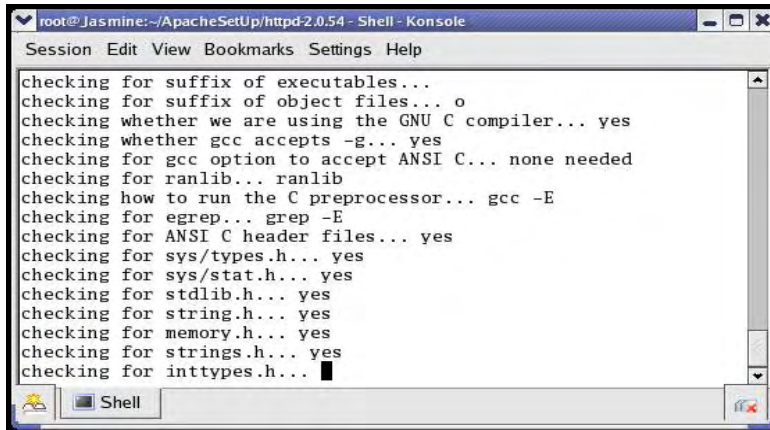 root@Jasmine:~/ApacheSetUp/httpd-2.0.54 - Shell - Konsole
Session Edit View Bookmarks Settings Help
checking for suffix of executables...
checking for suffix of object files... o
checking whether we are using the GNU C compiler... yes
checking whether gcc accepts -g... yes
checking for gcc option to accept ANSI C... none needed
checking for ranlib... ranlib
checking how to run the C preprocessor... gcc -E
checking for egrep... grep -E
checking for ANSI C header files... yes
checking for sys/types.h... yes
checking for sys/stat.h... yes
checking for stdlib.h... yes
checking for string.h... yes
checking for memory.h... yes
checking for strings.h... yes
checking for inttypes.h...
Shell